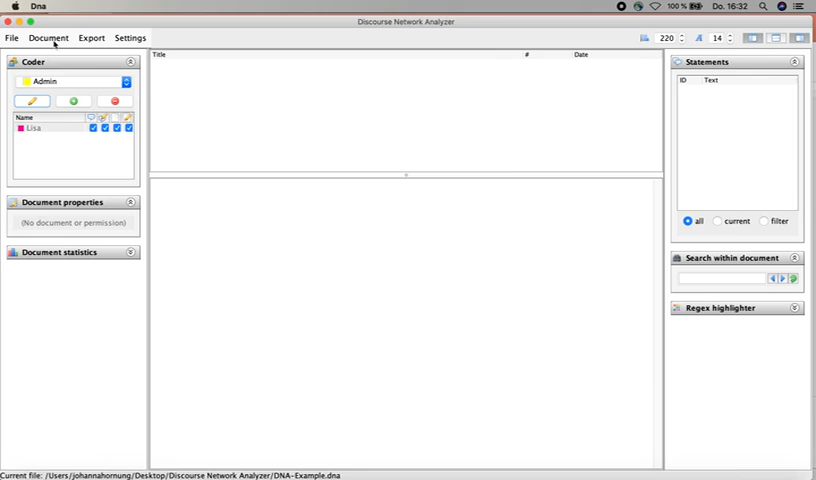 Dna
100 %
Do. 16:32
Discourse Network Analyzer
File Document Export Settings
220
14
Coder
Admin
Name
Lisa
Document properties
(No document or permission)
Document statistics
Title # Date
Statements
ID Text
all current filter
Search within document
Regex highlighter
Current file: /Users/johannahornung/Desktop/Discourse Network Analyzer/DNA-Example.dna